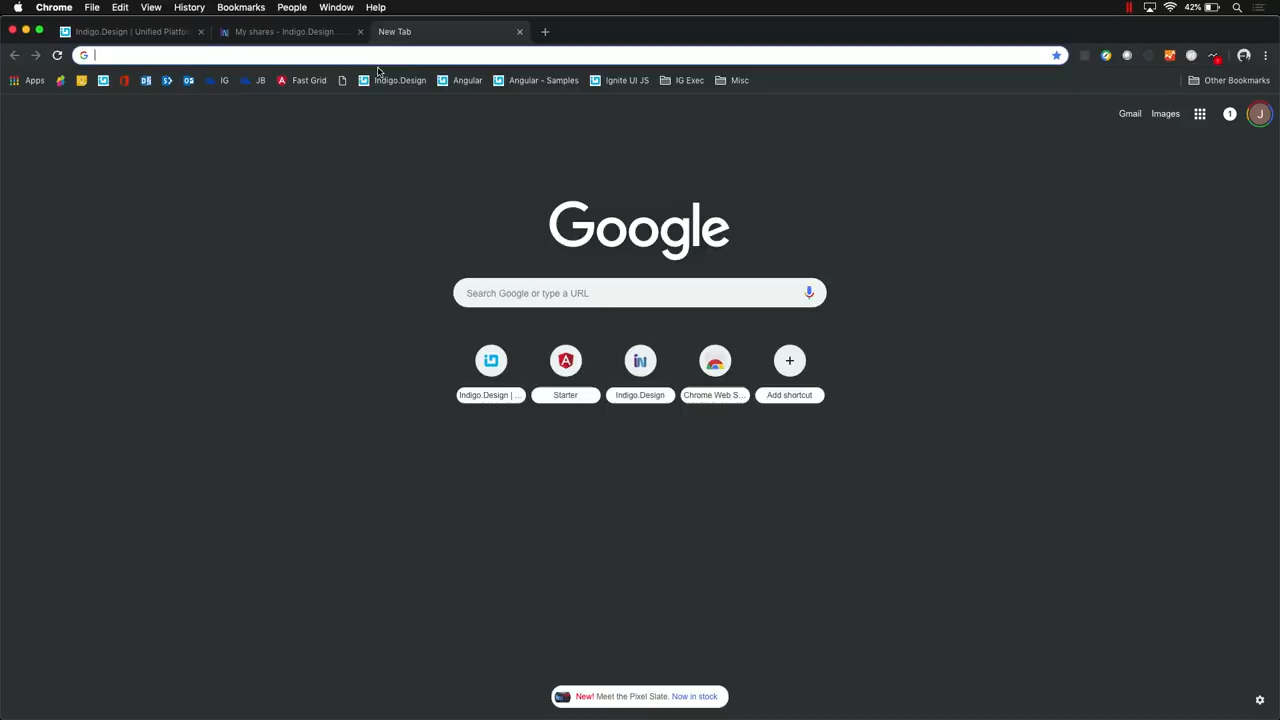 Chrome File Edit View History Bookmarks People Window Help 42%
Indigo.Design | Unified Platfo My shares - Indigo.Design New Tab
Apps IG JB Fast Grid Indigo.Design Angular Angular - Samples Ignite UI JS IG Exec Misc Other Bookmarks
Gmail Images 1 J
Google
Search Google or type a URL
Indigo.Design | ... Starter Indigo.Design Chrome Web S... Add shortcut
New! Meet the Pixel Slate. Now in stock